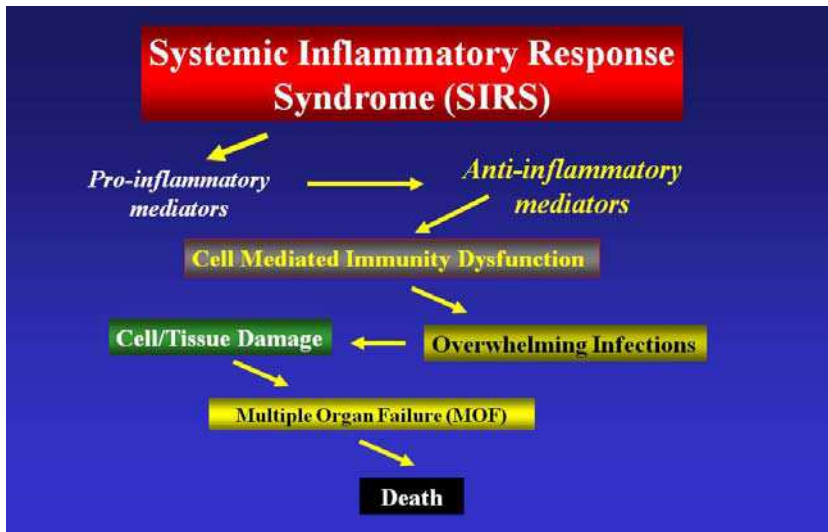 Systemic Inflammatory Response
Syndrome (SIRS)
Pro-inflammatory
mediators
Anti-inflammatory
mediators
Cell Mediated Immunity Dysfunction
Cell/Tissue Damage
Overwhelming Infections
Multiple Organ Failure (MOF)
Death